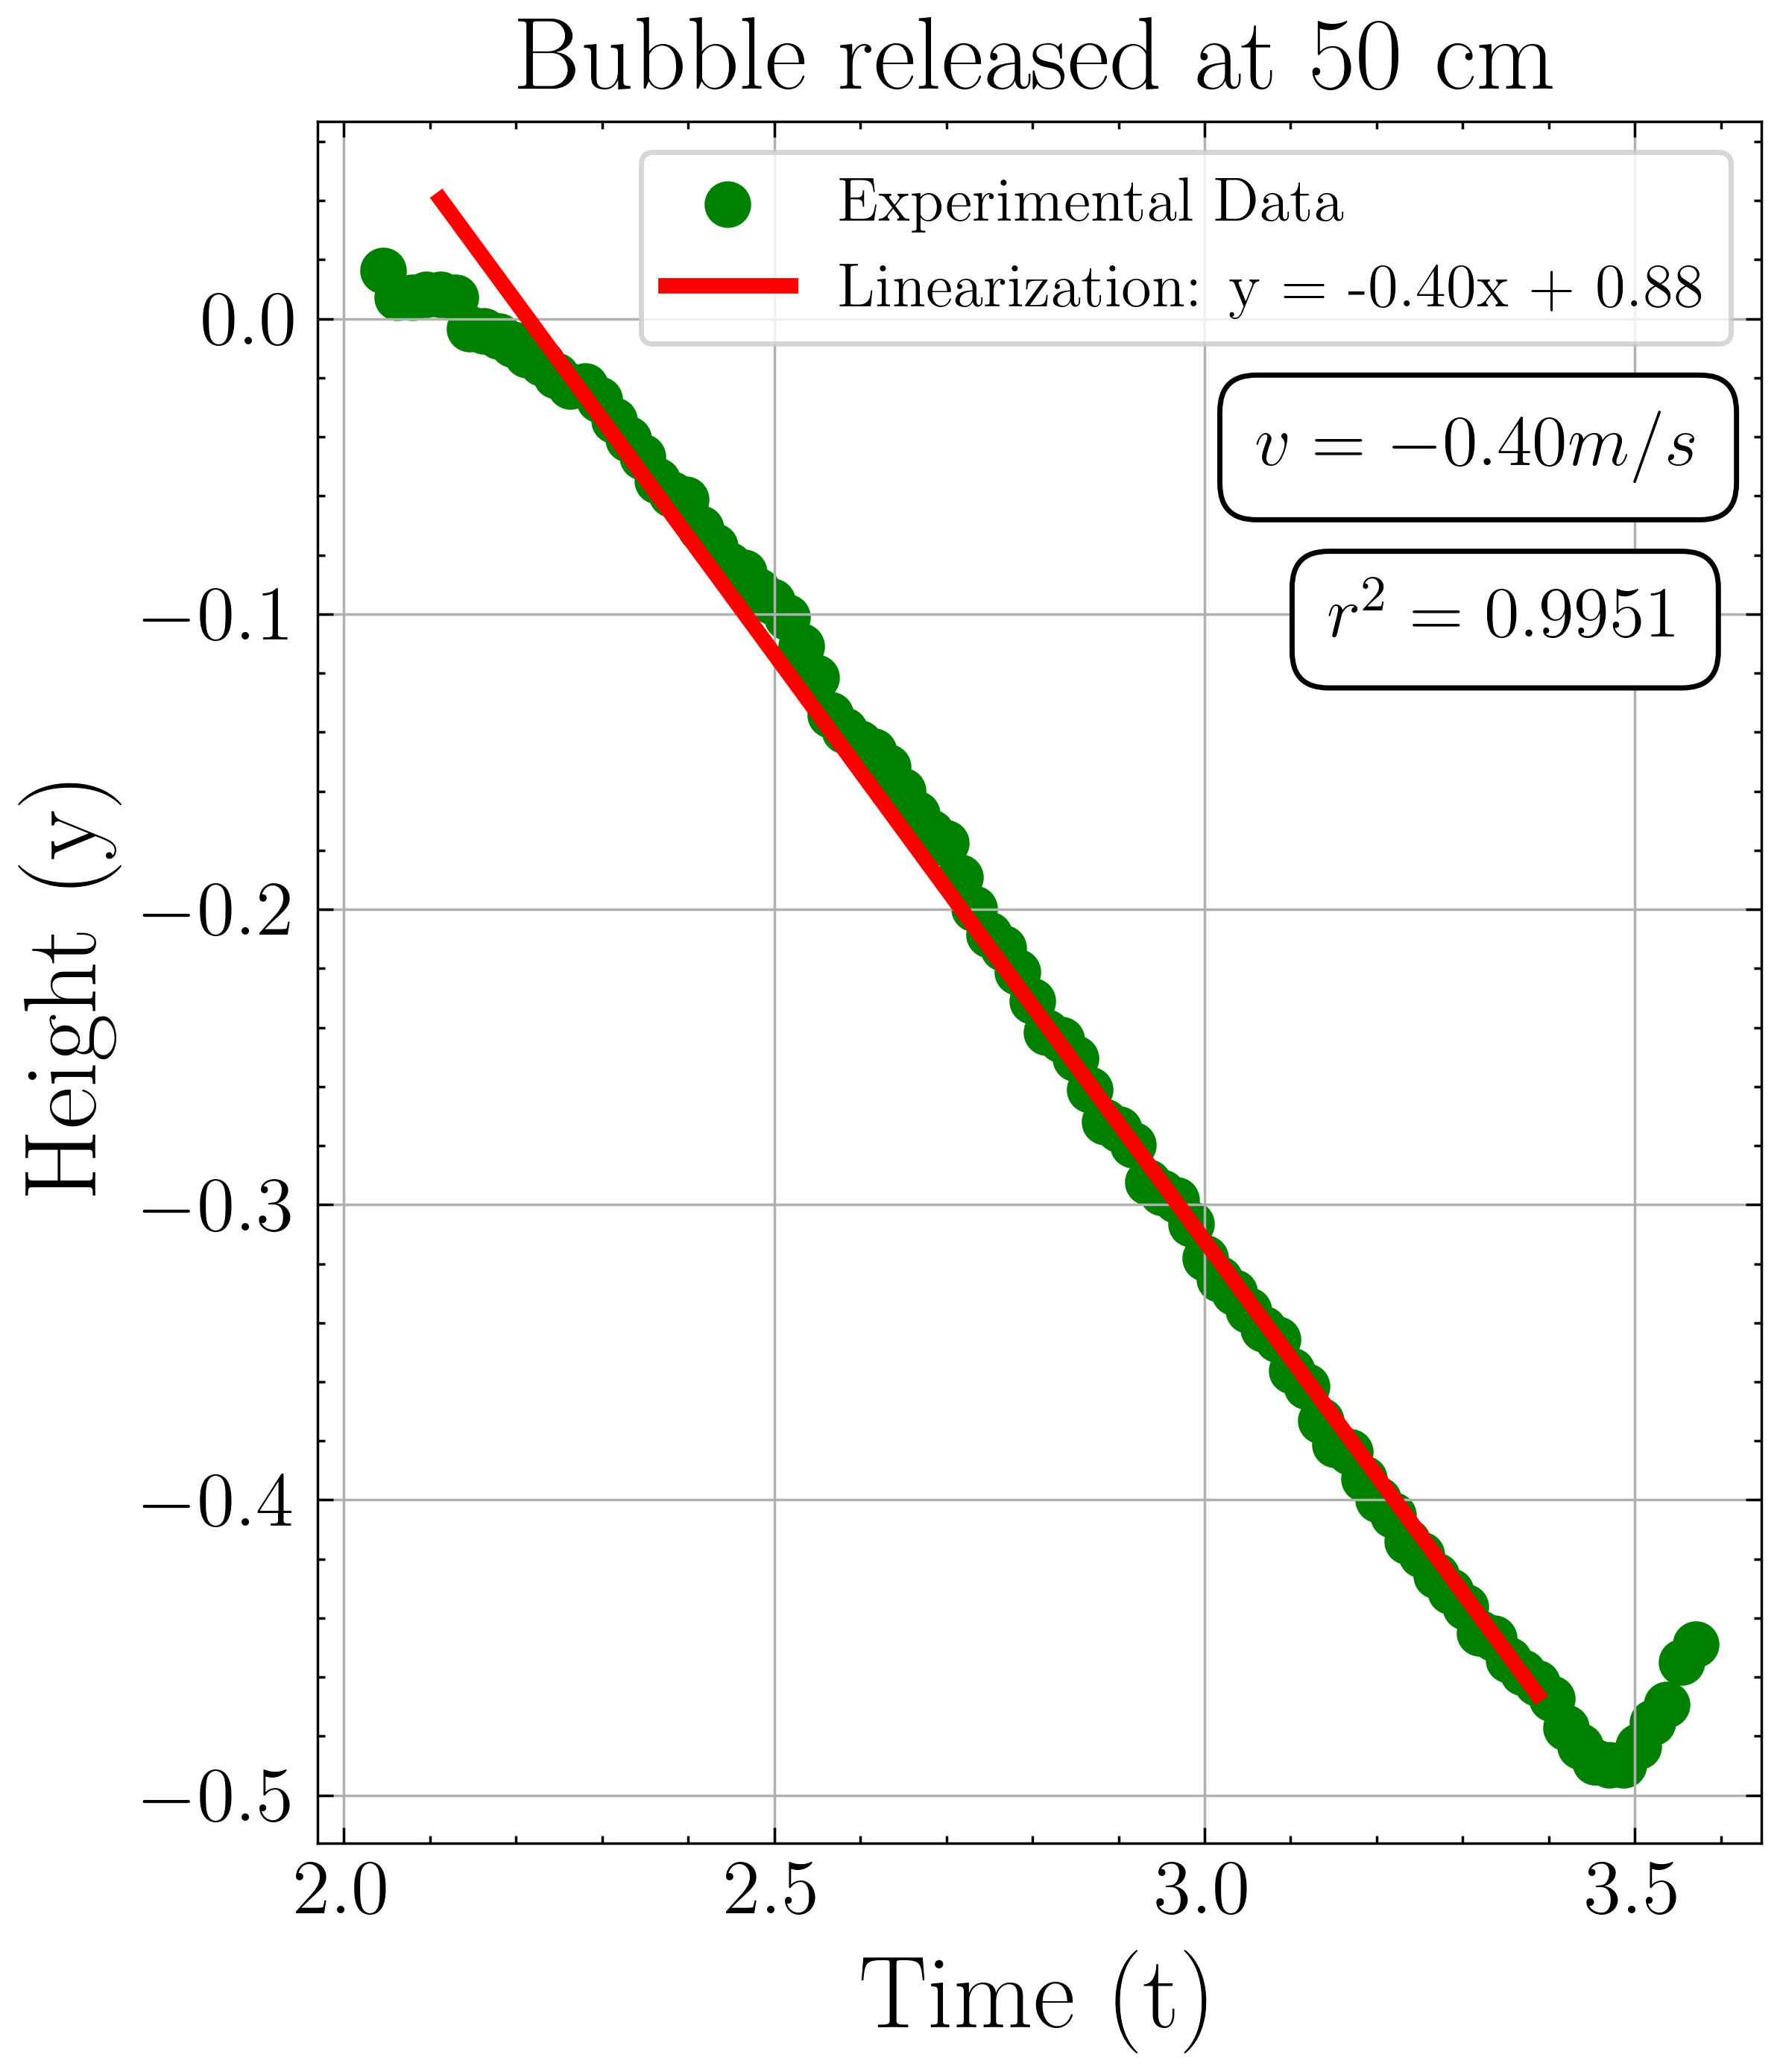 Bubble released at 50 cm
Experimental Data
Linearization: y = -0.40x + 0.88
v = −0.40m/s
r² = 0.9951
Height (y)
0.0
−0.1
−0.2
−0.3
−0.4
−0.5
2.0 2.5 3.0 3.5
Time (t)